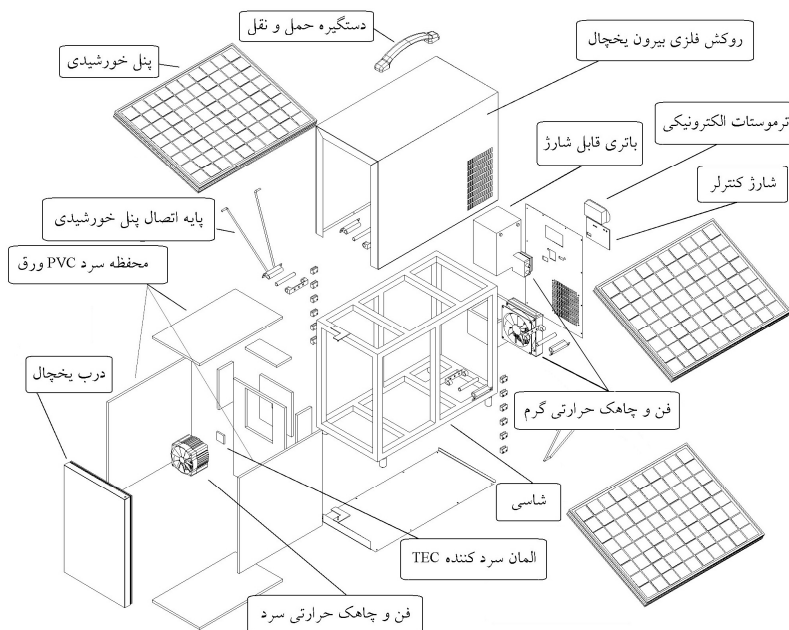 دستگیره حمل و نقل
روکش فلزی بیرون یخچال
پنل خورشیدی
ترموستات الکترونیکی
باتری قابل شارژ
شارژ کنترلر
پایه اتصال پنل خورشیدی
محفظه سرد PVC ورق
درب یخچال
فن و چاهک حرارتی گرم
شاسی
المان سرد کننده TEC
فن و چاهک حرارتی سرد